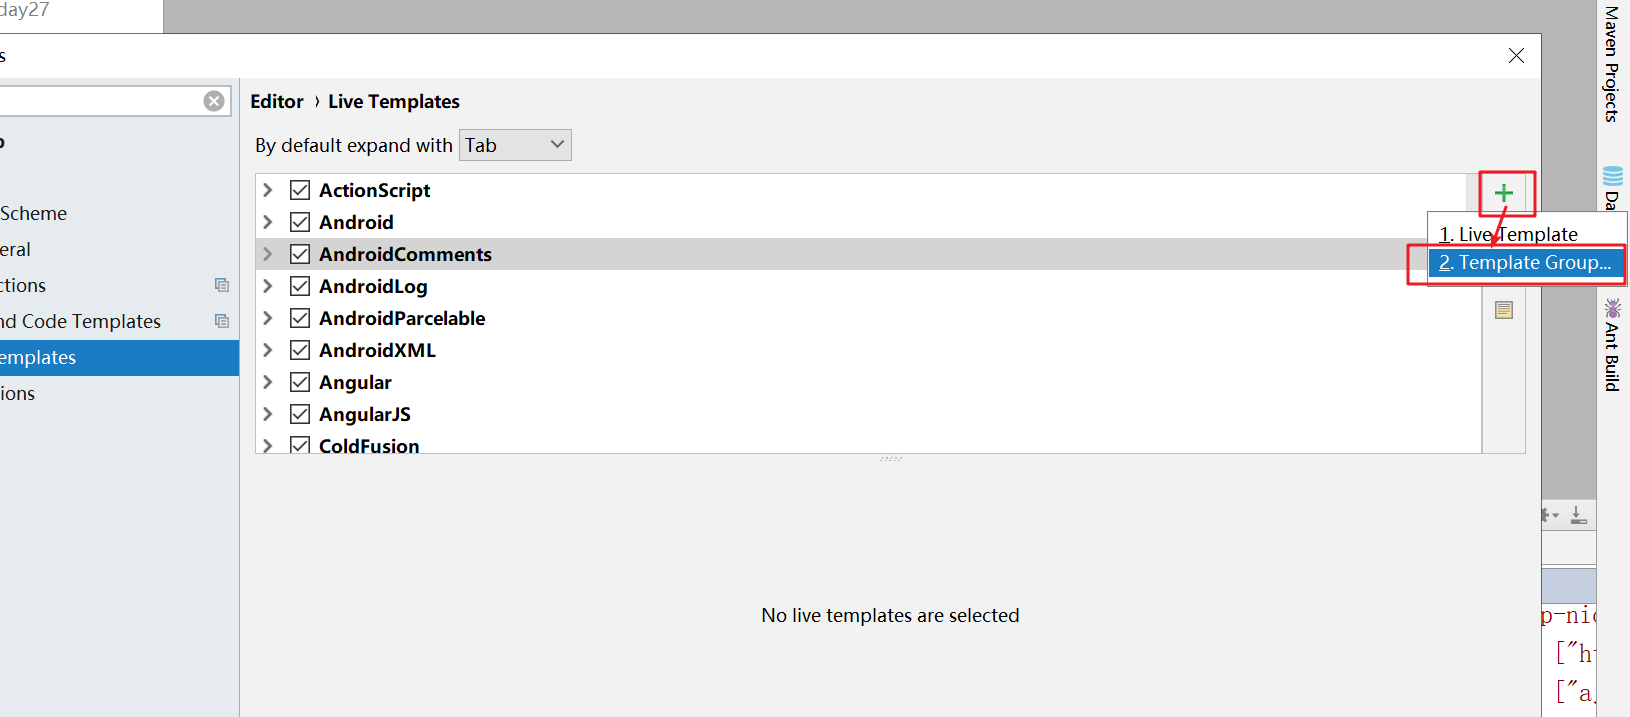 day27
s
Editor › Live Templates
By default expand with Tab
ActionScript
Android
AndroidComments
AndroidLog
AndroidParcelable
AndroidXML
Angular
AngularJS
ColdFusion
Scheme
eral
ctions
nd Code Templates
emplates
ions
1. Live Template
2. Template Group...
No live templates are selected
Maven Projects
Da
Ant Build
p-nic
["ht
["a